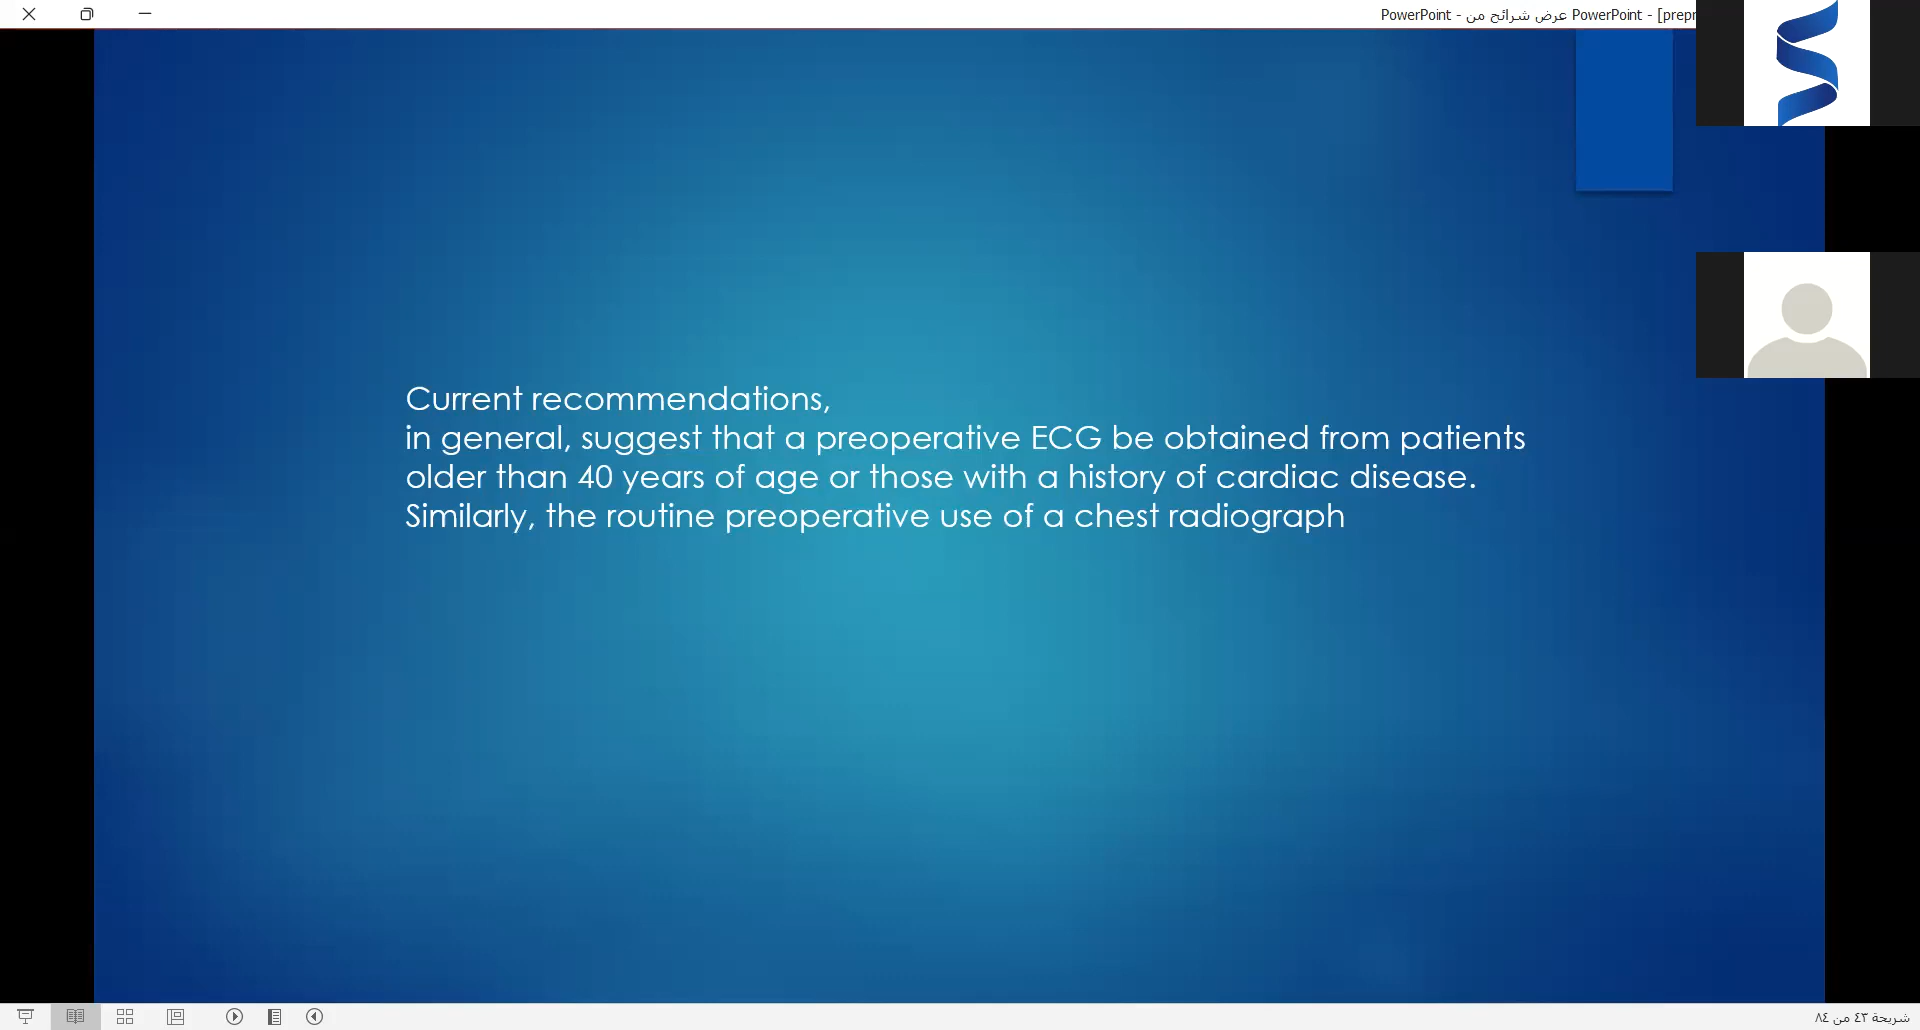 PowerPoint - عرض شرائح من PowerPoint - [prepr
Current recommendations,
in general, suggest that a preoperative ECG be obtained from patients
older than 40 years of age or those with a history of cardiac disease.
Similarly, the routine preoperative use of a chest radiograph
شريحة ٤٣ من ٨٤